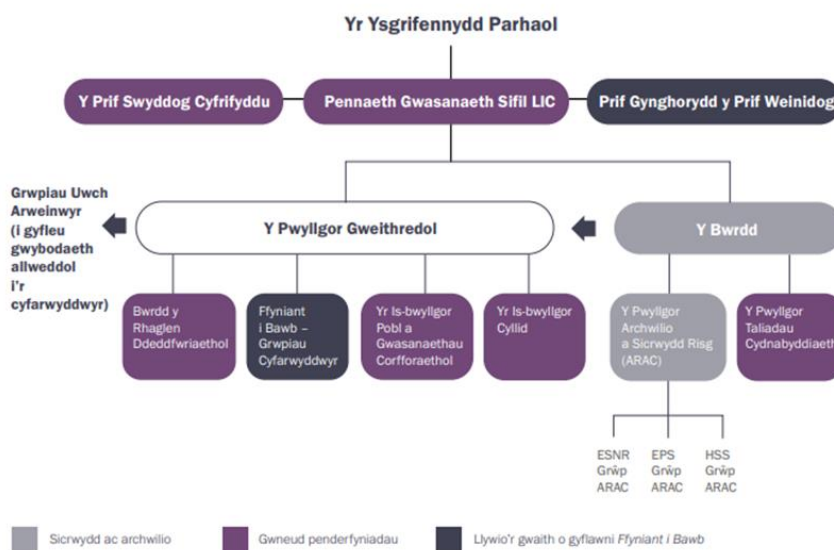 Yr Ysgrifennydd Parhaol
Y Prif Swyddog Cyfrifyddu
Pennaeth Gwasanaeth Sifil LlC
Prif Gynghorydd y Prif Weinidog
Grwpiau Uwch
Arweinwyr
(i gyfleu
gwybodaeth
allweddol
i'r
cyfarwyddwyr)
Y Pwyllgor Gweithredol
Y Bwrdd
Bwrdd y
Rhaglen
Ddeddfwriaethol
Ffyniant
i Bawb –
Grwpiau
Cyfarwyddwyr
Yr Is-bwyllgor
Pobl a
Gwasanaethau
Corfforaethol
Yr Is-bwyllgor
Cyllid
Y Pwyllgor
Archwilio
a Sicrwydd Risg
(ARAC)
Y Pwyllgor
Taliadau
Cydnabyddiaeth
ESNR
Grŵp
ARAC
EPS
Grŵp
ARAC
HSS
Grŵp
ARAC
Sicrwydd ac archwilio
Gwneud penderfyniadau
Llywio'r gwaith o gyflawni Ffyniant i Bawb